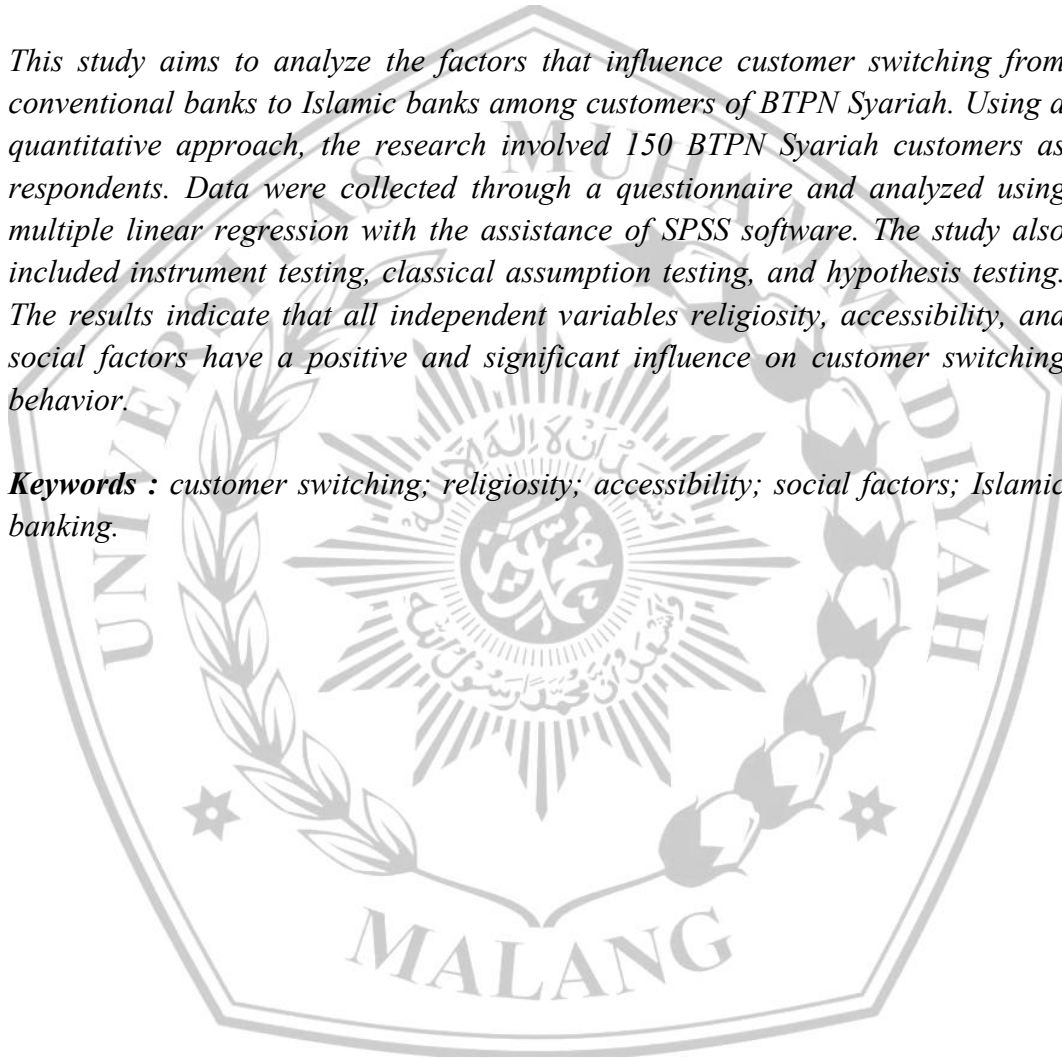 This study aims to analyze the factors that influence customer switching from
conventional banks to Islamic banks among customers of BTPN Syariah. Using a
quantitative approach, the research involved 150 BTPN Syariah customers as
respondents. Data were collected through a questionnaire and analyzed using
multiple linear regression with the assistance of SPSS software. The study also
included instrument testing, classical assumption testing, and hypothesis testing.
The results indicate that all independent variables religiosity, accessibility, and
social factors have a positive and significant influence on customer switching
behavior.
Keywords : customer switching; religiosity; accessibility; social factors; Islamic
banking.
UNIVERSITAS MUHAMMADIYAH
MALANG